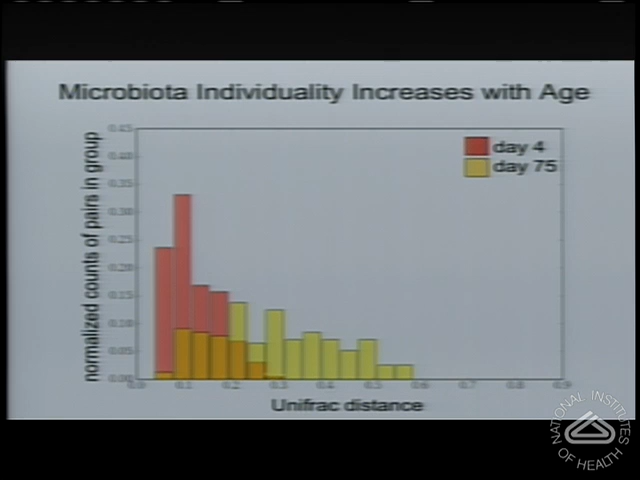 Microbiota Individuality Increases with Age
normalized counts of pairs in group
0.45
0.40
0.35
0.30
0.25
0.20
0.15
0.10
0.05
0.00
day 4
day 75
0.0 0.1 0.2 0.3 0.4 0.5 0.6 0.7 0.8 0.9
Unifrac distance
NATIONAL INSTITUTES
OF HEALTH